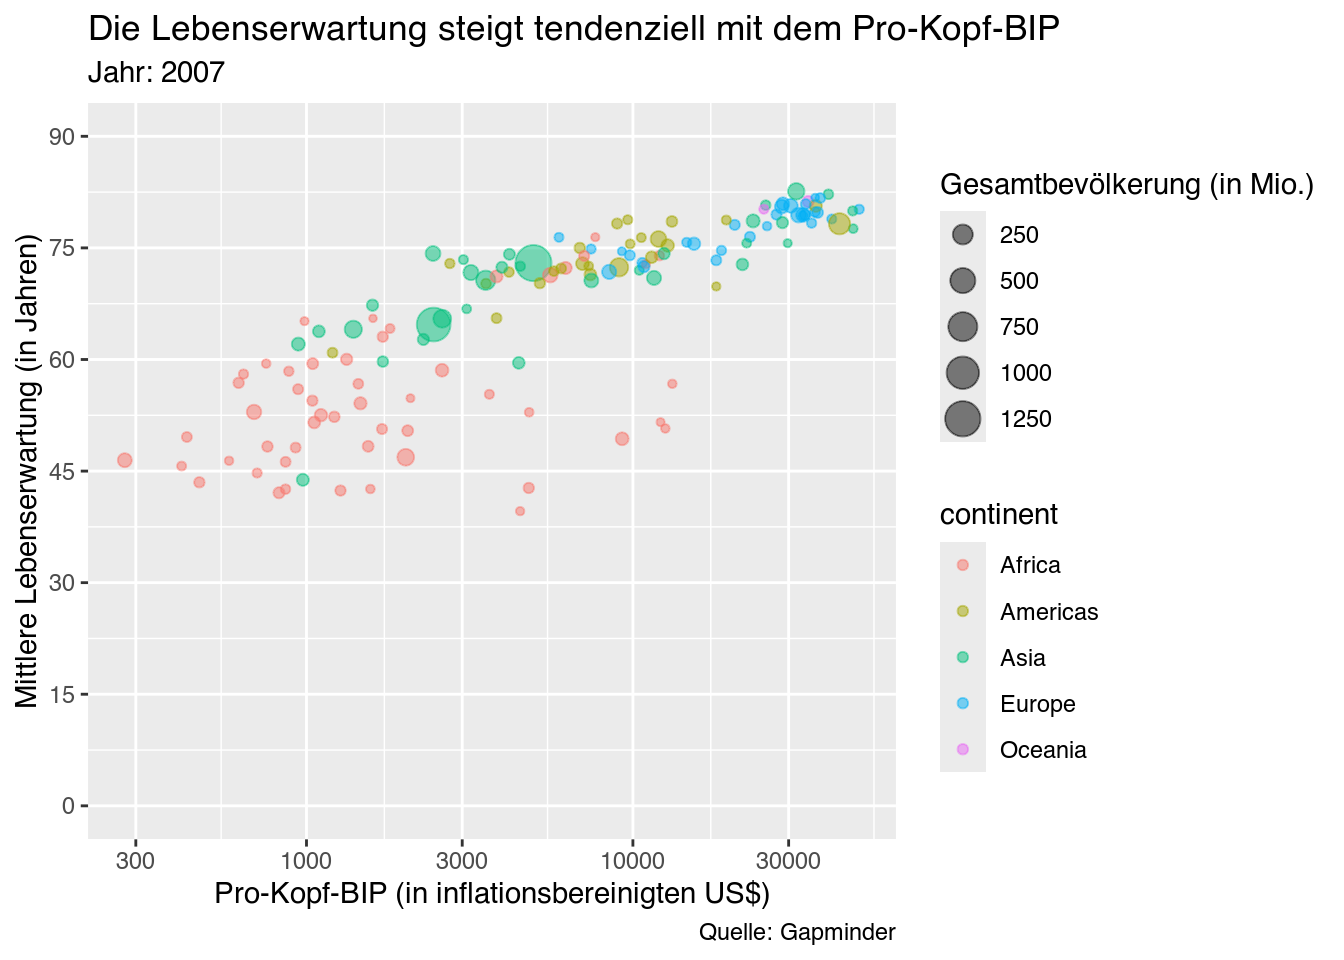 Die Lebenserwartung steigt tendenziell mit dem Pro-Kopf-BIP
Jahr: 2007
Mittlere Lebenserwartung (in Jahren)
90
75
60
45
30
15
0
300 1000 3000 10000 30000
Pro-Kopf-BIP (in inflationsbereinigten US$)
Quelle: Gapminder
Gesamtbevölkerung (in Mio.)
250
500
750
1000
1250
continent
Africa
Americas
Asia
Europe
Oceania